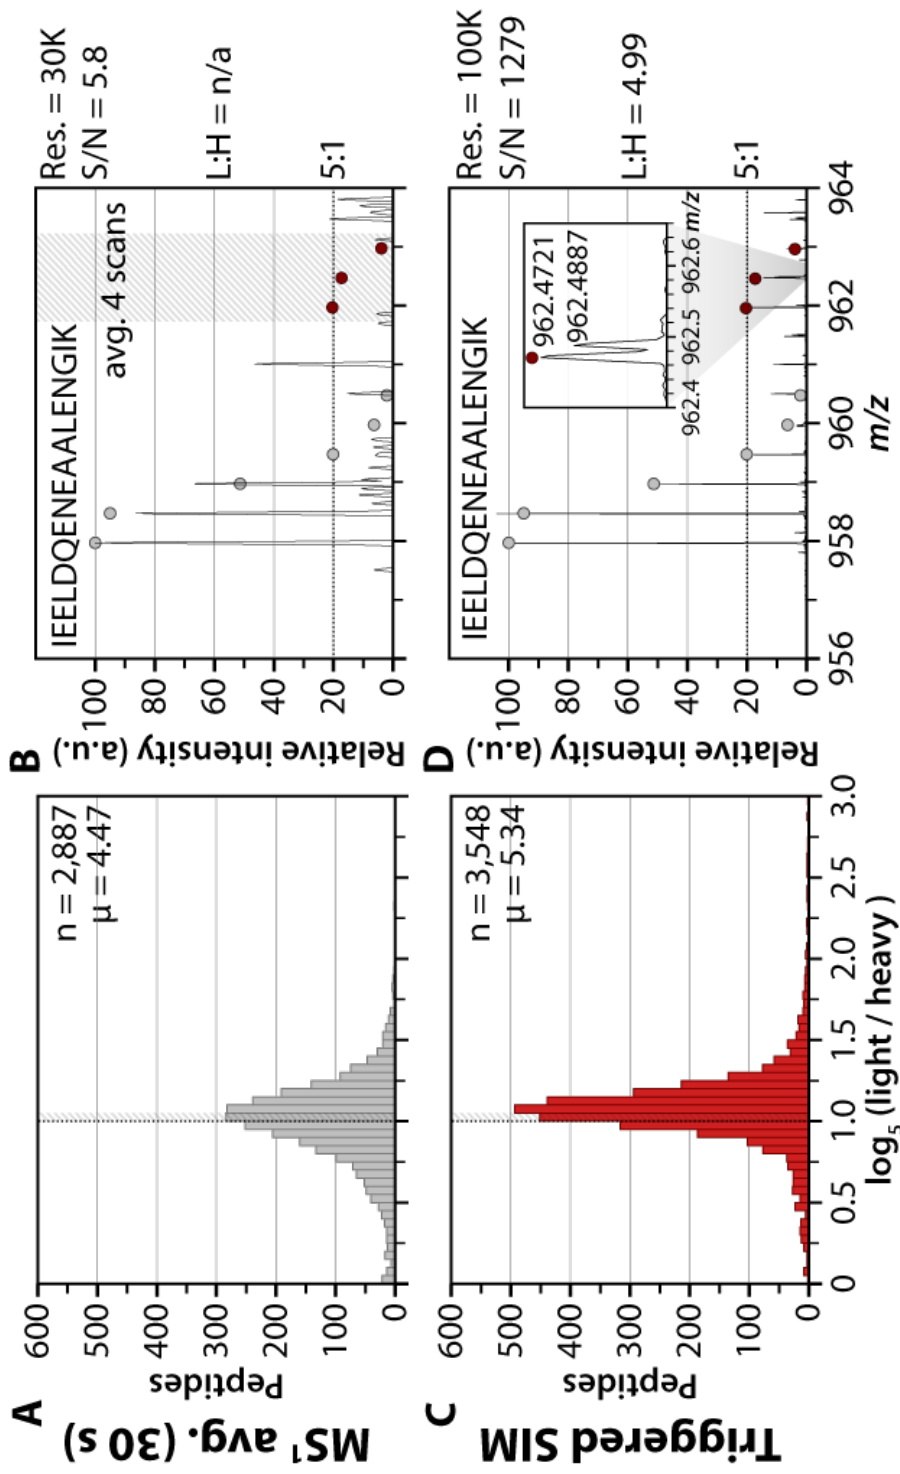 A
MS¹ avg. (30 s)
Peptides
600
500
400
300
200
100
0
n = 2,887
μ = 4.47
B
Relative intensity (a.u.)
100
80
60
40
20
0
IEELDQENEAALENGIK
avg. 4 scans
Res. = 30K
S/N = 5.8
L:H = n/a
5:1
C
Triggered SIM
Peptides
600
500
400
300
200
100
0
n = 3,548
μ = 5.34
0 0.5 1.0 1.5 2.0 2.5 3.0
log₅ (light / heavy)
D
Relative intensity (a.u.)
100
80
60
40
20
0
IEELDQENEAALENGIK
962.4721
962.4887
962.4 962.5 962.6 m/z
Res. = 100K
S/N = 1279
L:H = 4.99
5:1
956 958 960 962 964
m/z